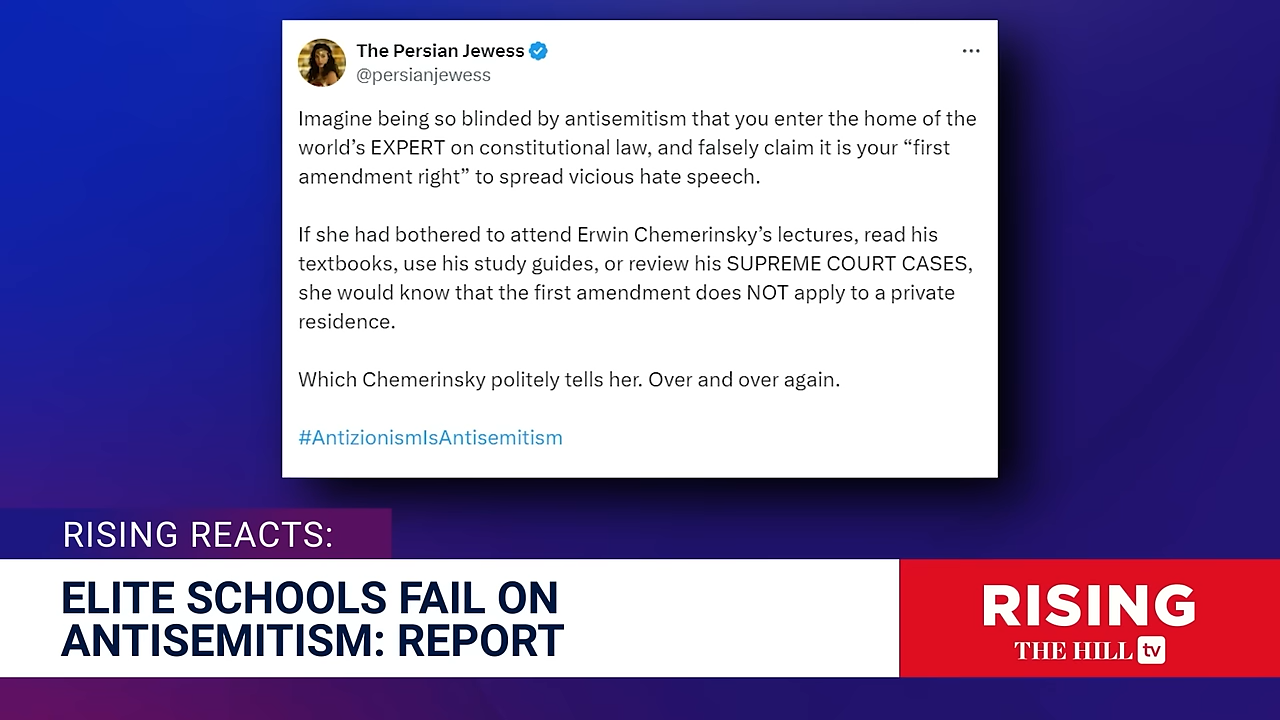 The Persian Jewess
@persianjewess
Imagine being so blinded by antisemitism that you enter the home of the
world’s EXPERT on constitutional law, and falsely claim it is your “first
amendment right” to spread vicious hate speech.
If she had bothered to attend Erwin Chemerinsky’s lectures, read his
textbooks, use his study guides, or review his SUPREME COURT CASES,
she would know that the first amendment does NOT apply to a private
residence.
Which Chemerinsky politely tells her. Over and over again.
#AntizionismIsAntisemitism
RISING REACTS:
ELITE SCHOOLS FAIL ON
ANTISEMITISM: REPORT
RISING
THE HILL tv